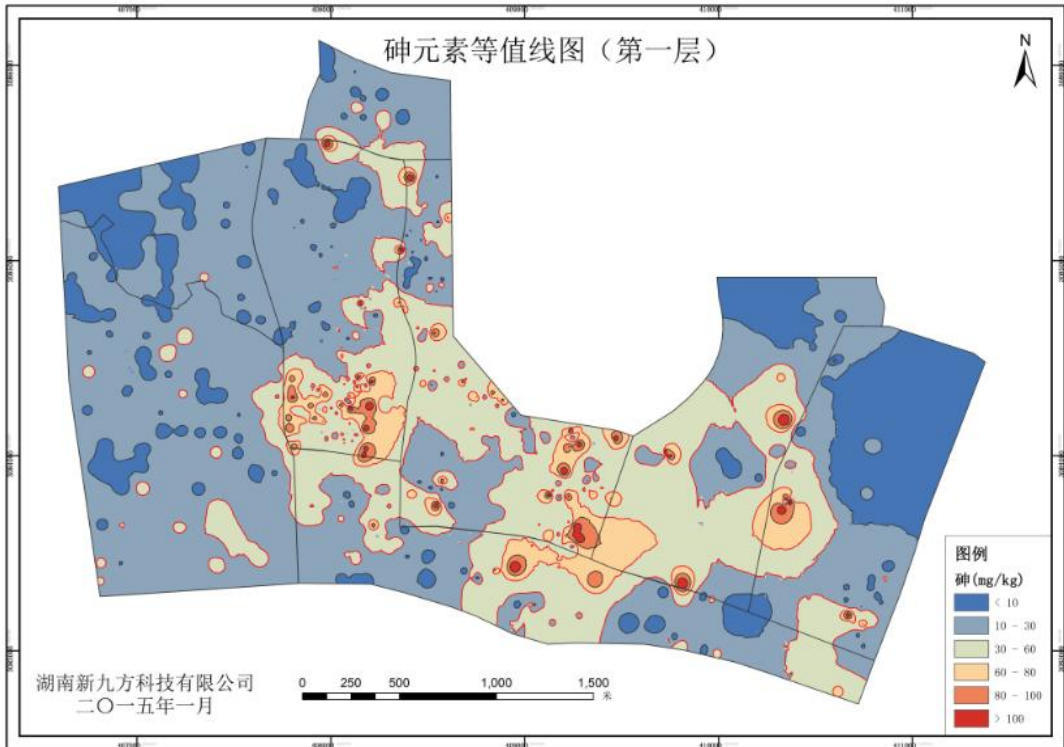 砷元素等值线图（第一层）
N
图例
砷(mg/kg)
< 10
10 - 30
30 - 60
60 - 80
80 - 100
> 100
湖南新九方科技有限公司
二〇一五年一月
0 250 500 1,000 1,500
米